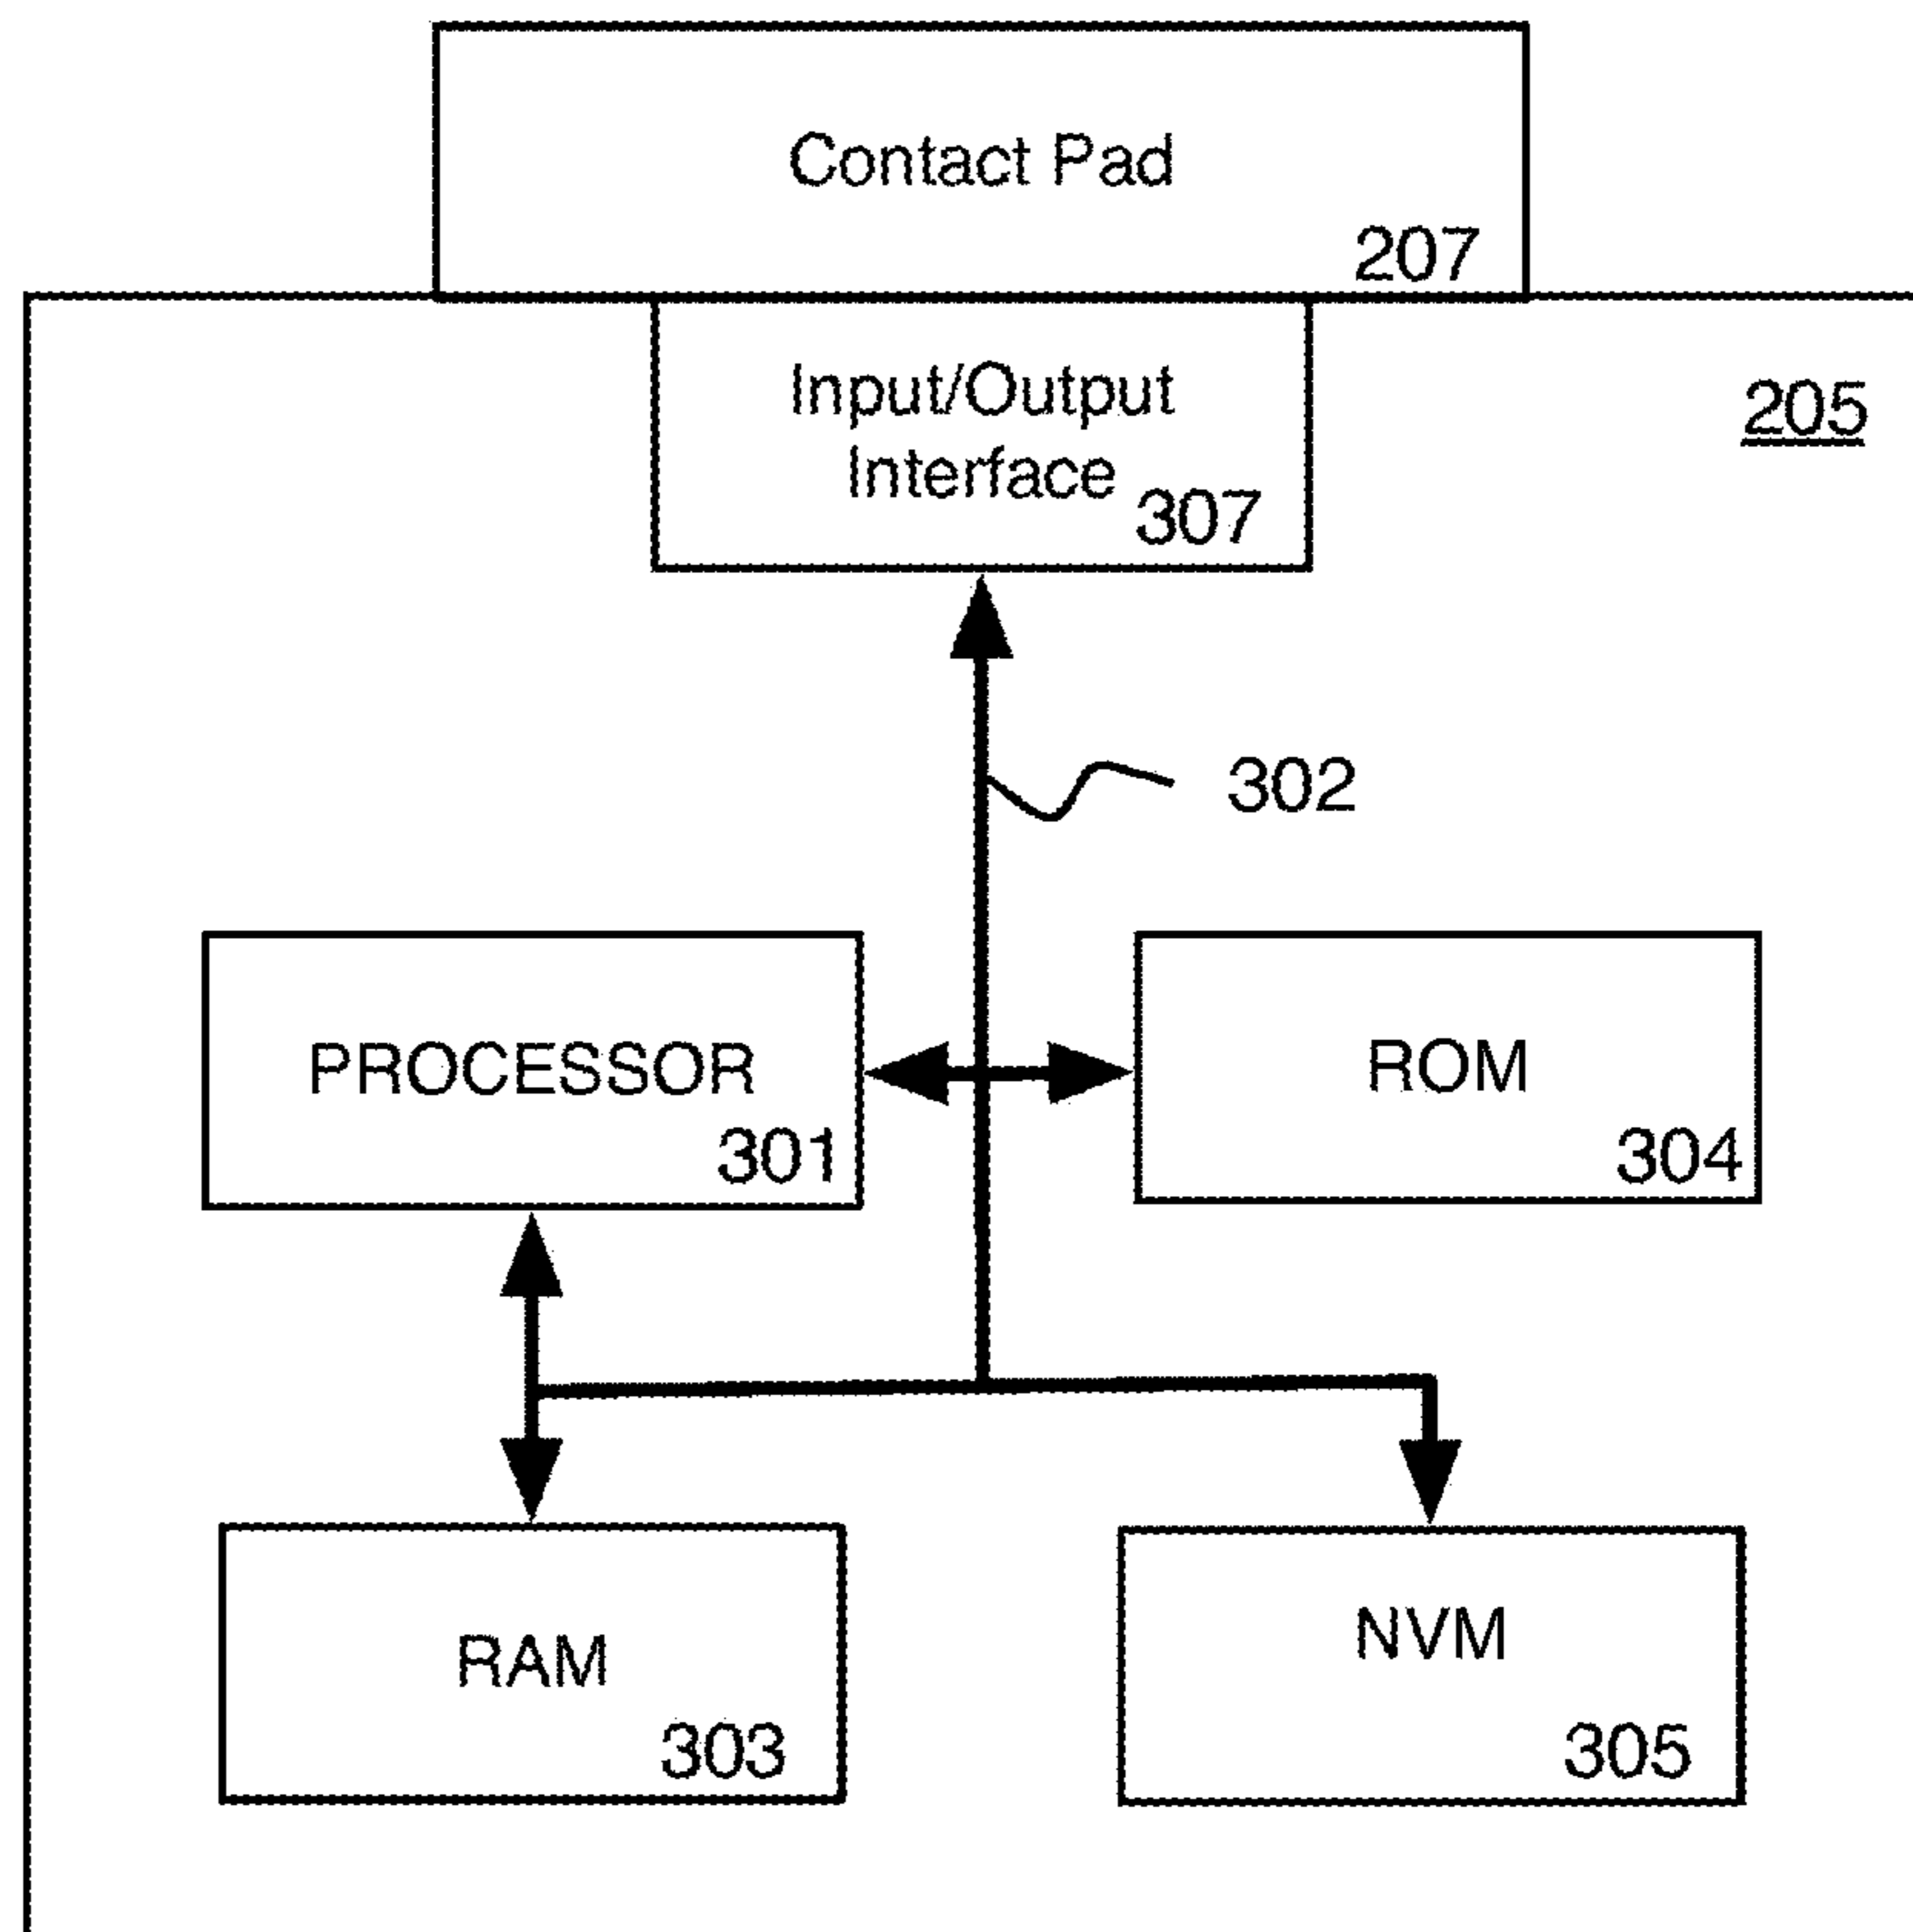 Contact Pad
207
Input/Output
Interface
307
205
302
PROCESSOR
301
ROM
304
RAM
303
NVM
305